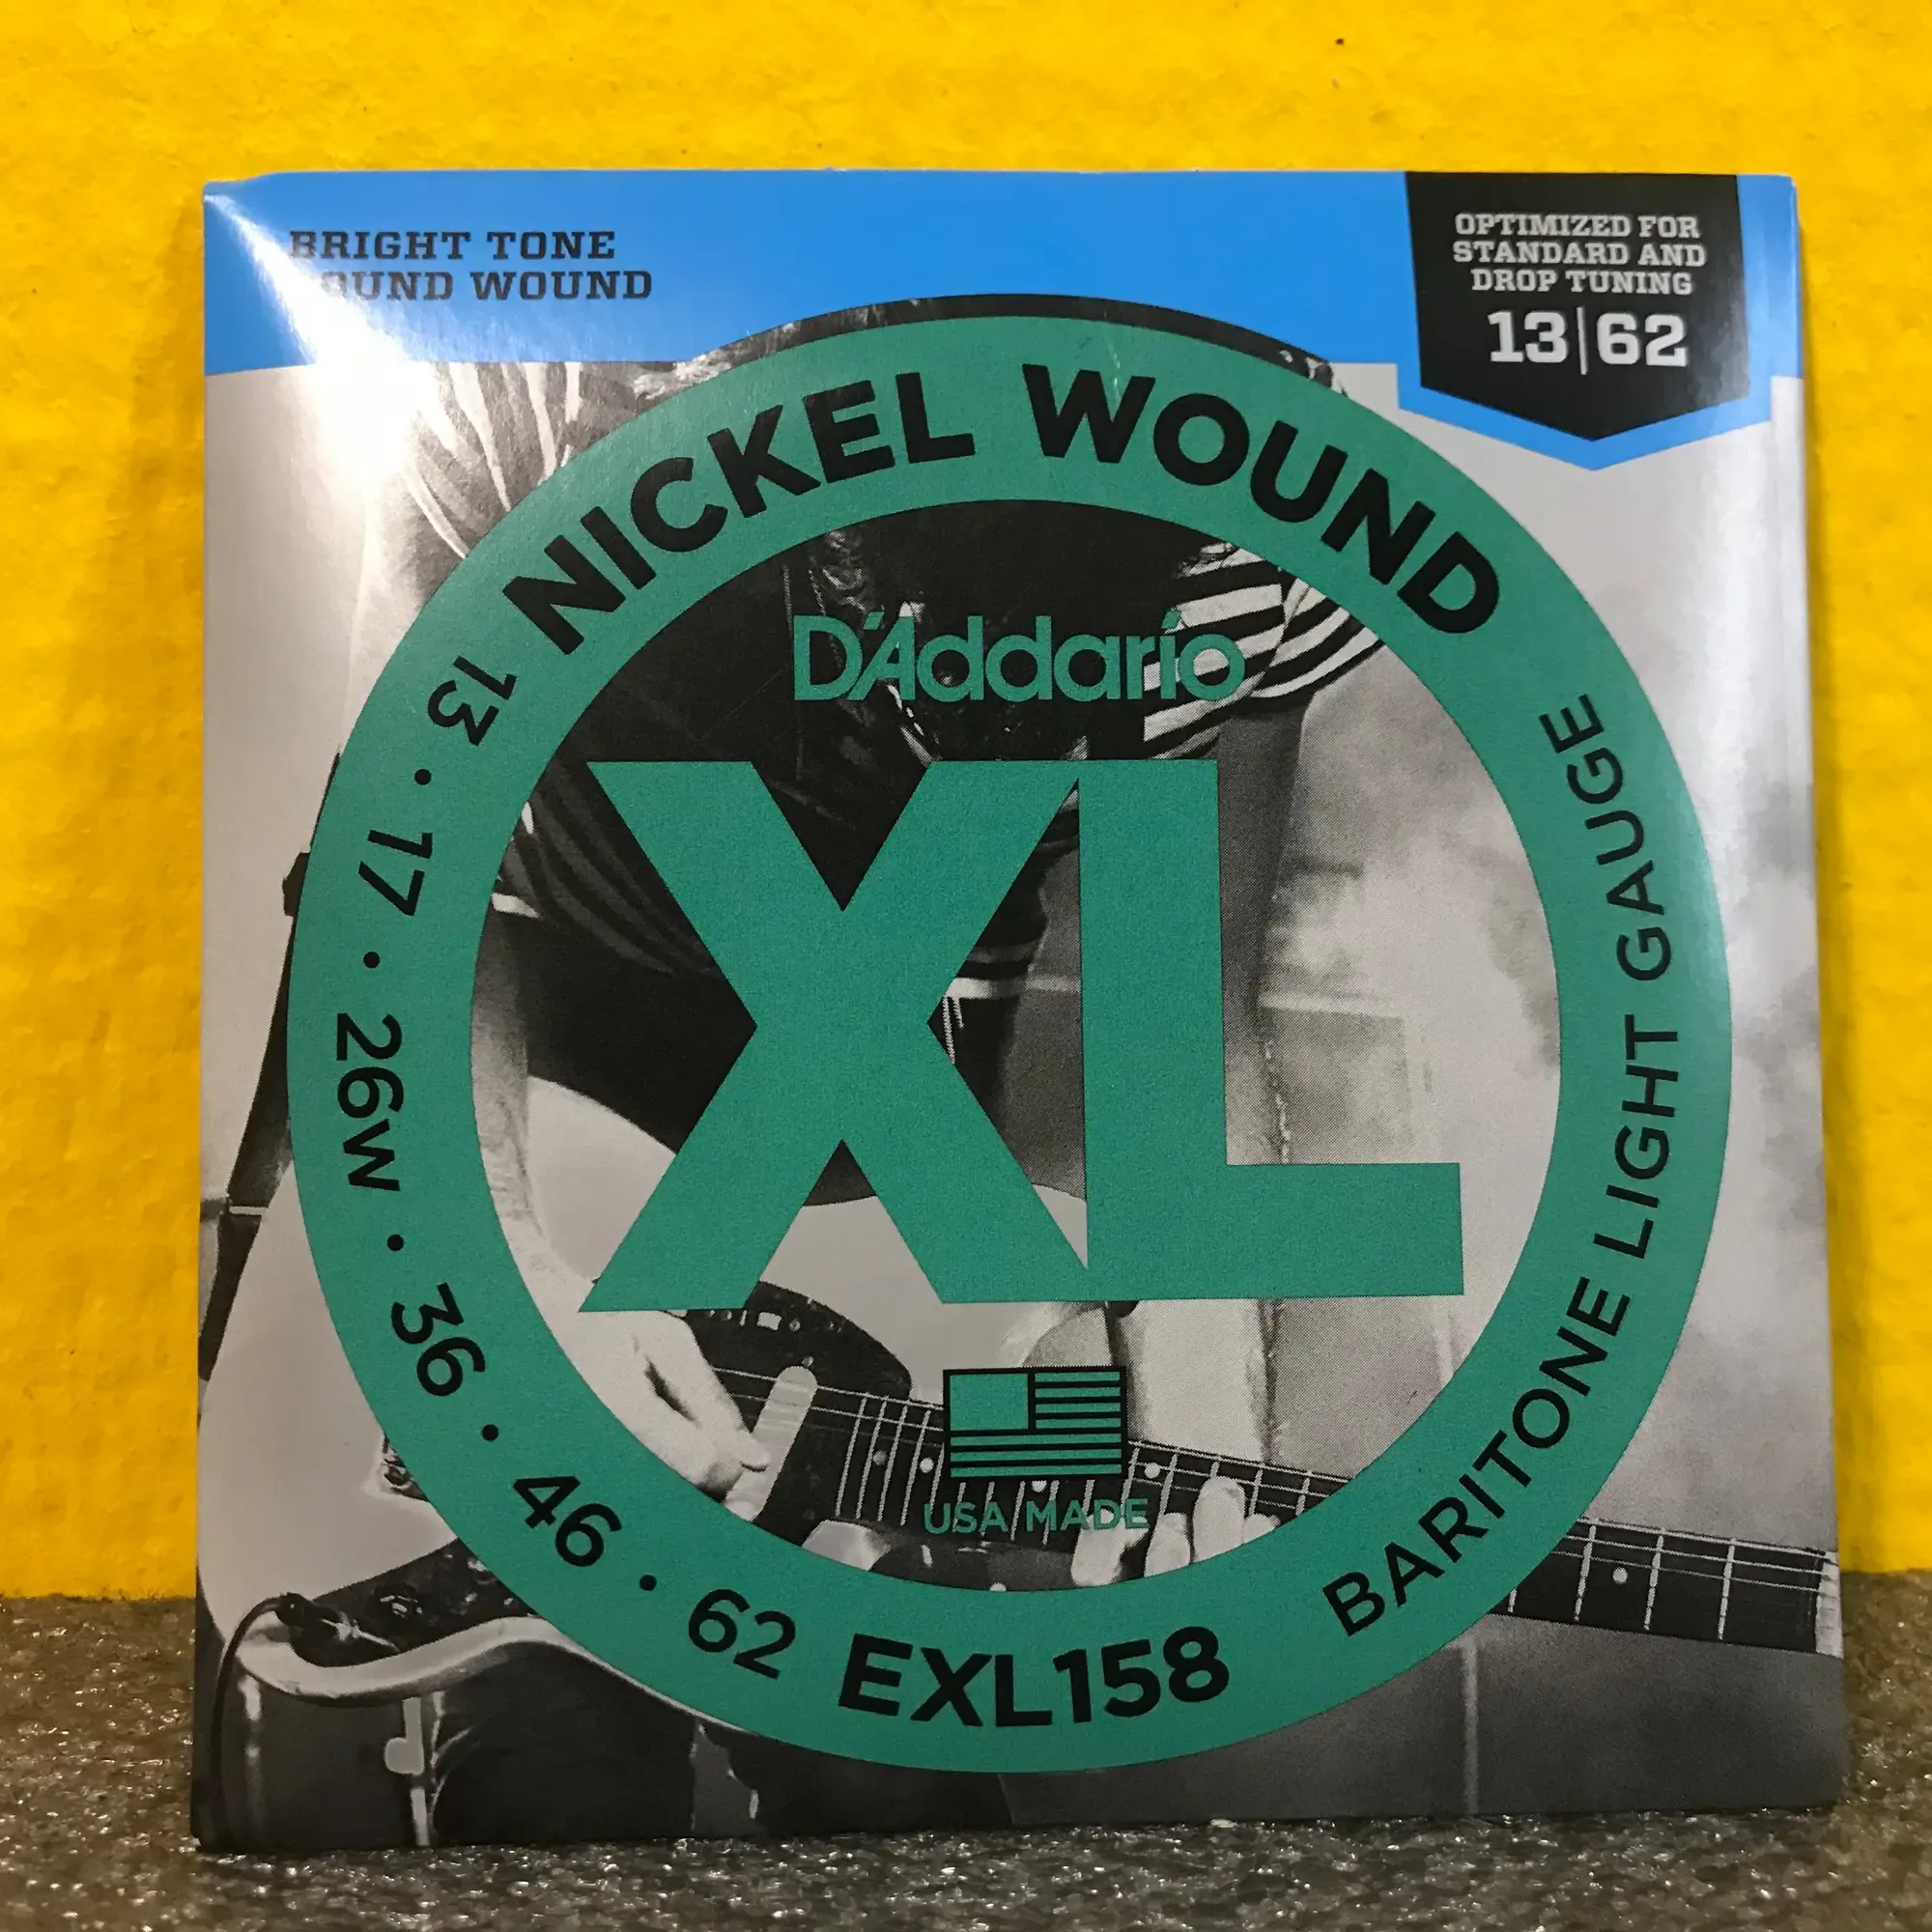 BRIGHT TONE
WOUND
OPTIMIZED FOR
STANDARD AND
DROP TUNING
13|62
NICKEL WOUND
D'Addario
XL
USA MADE
13 · 17 · 26w · 36 · 46 · 62
EXL158
BARITONE LIGHT GAUGE